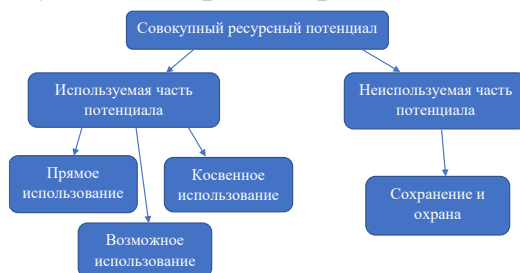 Совокупный ресурсный потенциал
Используемая часть
потенциала
Неиспользуемая часть
потенциала
Прямое
использование
Косвенное
использование
Возможное
использование
Сохранение и
охрана